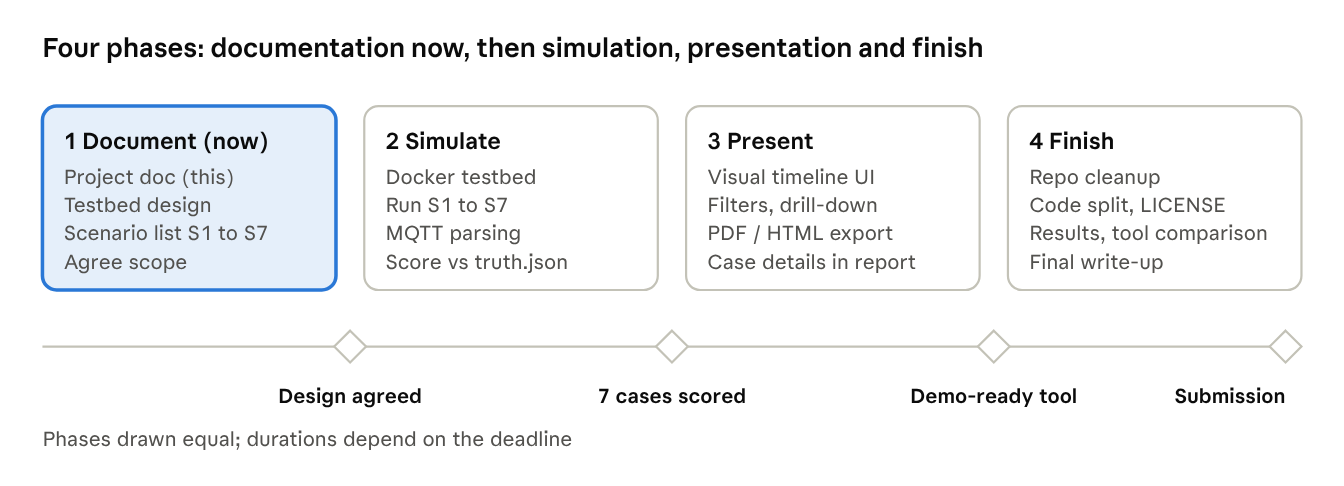 Four phases: documentation now, then simulation, presentation and finish
1 Document (now)
Project doc (this)
Testbed design
Scenario list S1 to S7
Agree scope
2 Simulate
Docker testbed
Run S1 to S7
MQTT parsing
Score vs truth.json
3 Present
Visual timeline UI
Filters, drill-down
PDF / HTML export
Case details in report
4 Finish
Repo cleanup
Code split, LICENSE
Results, tool comparison
Final write-up
Design agreed
7 cases scored
Demo-ready tool
Submission
Phases drawn equal; durations depend on the deadline